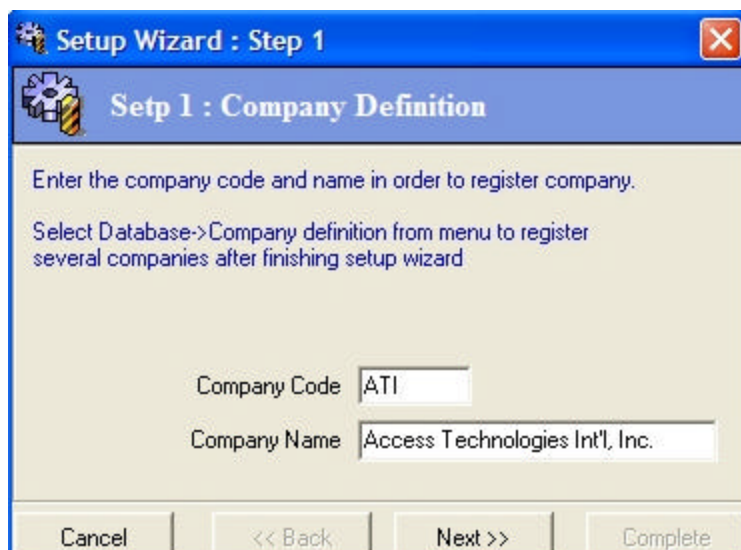 Setup Wizard : Step 1
Setp 1 : Company Definition
Enter the company code and name in order to register company.
Select Database->Company definition from menu to register
several companies after finishing setup wizard
Company Code ATI
Company Name Access Technologies Int'l, Inc.
Cancel << Back Next >> Complete